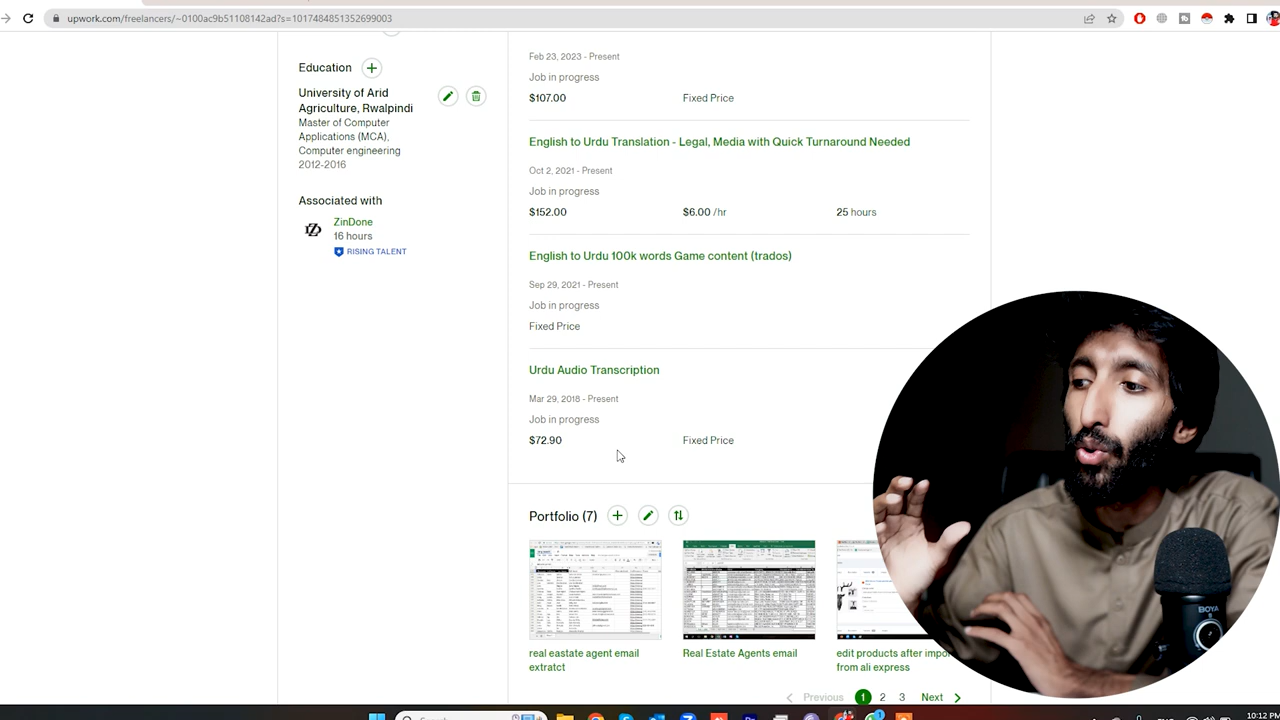 upwork.com/freelancers/~0100ac9b51108142ad?s=1017484851352699003
Education
University of Arid
Agriculture, Rwalpindi
Master of Computer
Applications (MCA),
Computer engineering
2012-2016
Associated with
ZinDone
16 hours
RISING TALENT
Feb 23, 2023 - Present
Job in progress
$107.00 Fixed Price
English to Urdu Translation - Legal, Media with Quick Turnaround Needed
Oct 2, 2021 - Present
Job in progress
$152.00 $6.00 /hr 25 hours
English to Urdu 100k words Game content (trados)
Sep 29, 2021 - Present
Job in progress
Fixed Price
Urdu Audio Transcription
Mar 29, 2018 - Present
Job in progress
$72.90 Fixed Price
Portfolio (7)
real eastate agent email
extratct
Real Estate Agents email
edit products after impo
from ali express
Previous 1 2 3 Next
BOYA
Search
10:12 PM